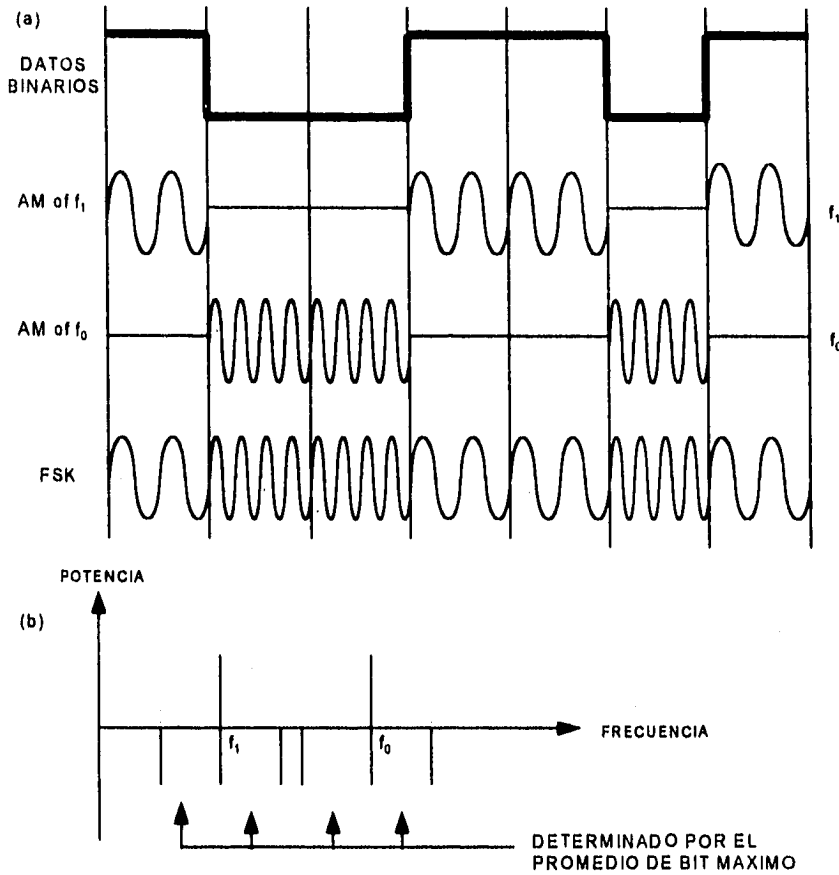 (a)
DATOS
BINARIOS
AM of f₁
f₁
AM of f₀
f₀
FSK
POTENCIA
(b)
f₁
f₀
FRECUENCIA
DETERMINADO POR EL
PROMEDIO DE BIT MAXIMO